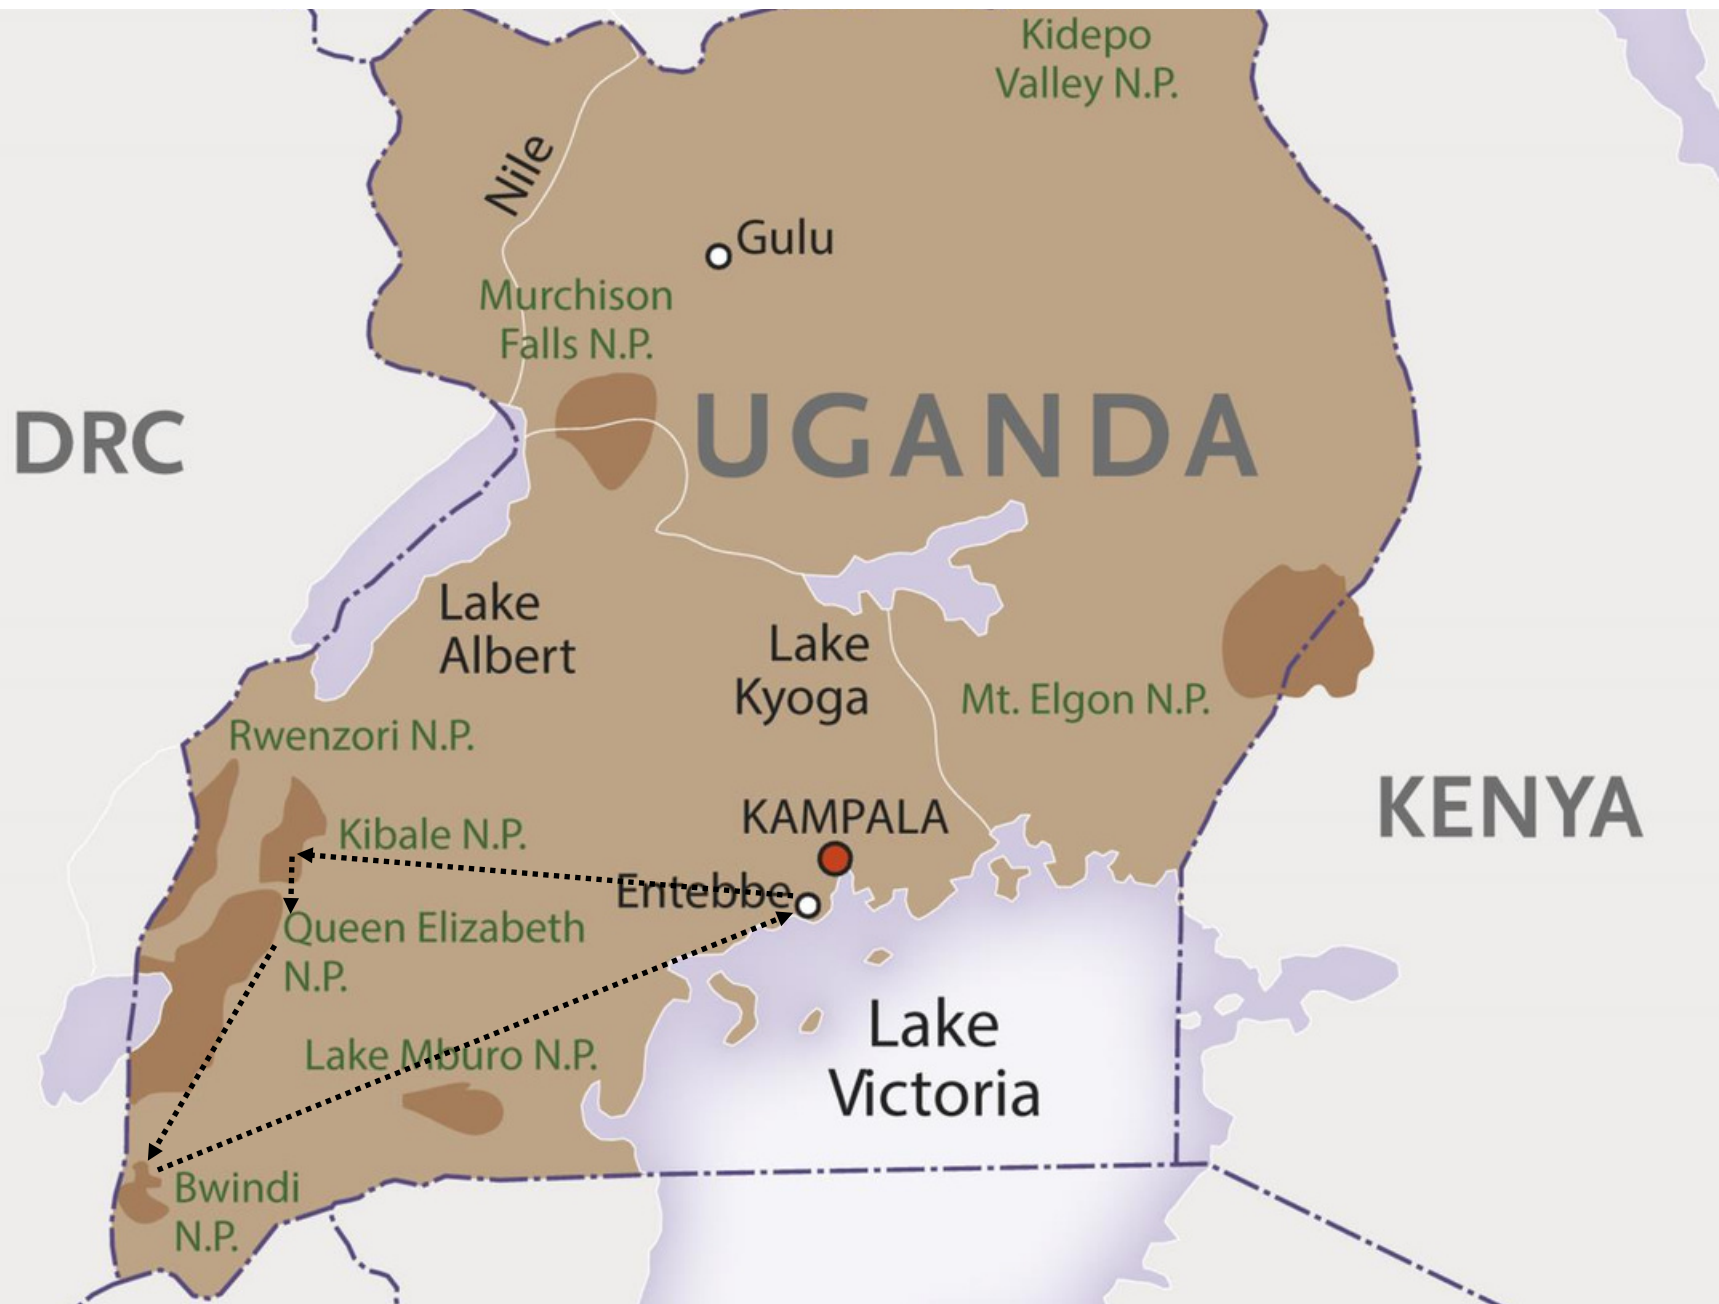 Kidepo
Valley N.P.
Nile
Gulu
Murchison
Falls N.P.
UGANDA
DRC
Lake
Albert
Lake
Kyoga
Mt. Elgon N.P.
Rwenzori N.P.
KENYA
KAMPALA
Kibale N.P.
Entebbe
Queen Elizabeth
N.P.
Lake
Victoria
Lake Mburo N.P.
Bwindi
N.P.